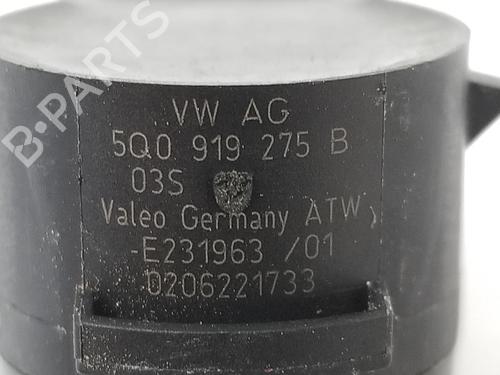 B-PARTS
VW AG
5Q0 919 275 B
03S
Valeo Germany ATW
-E231963 /01
0206221733